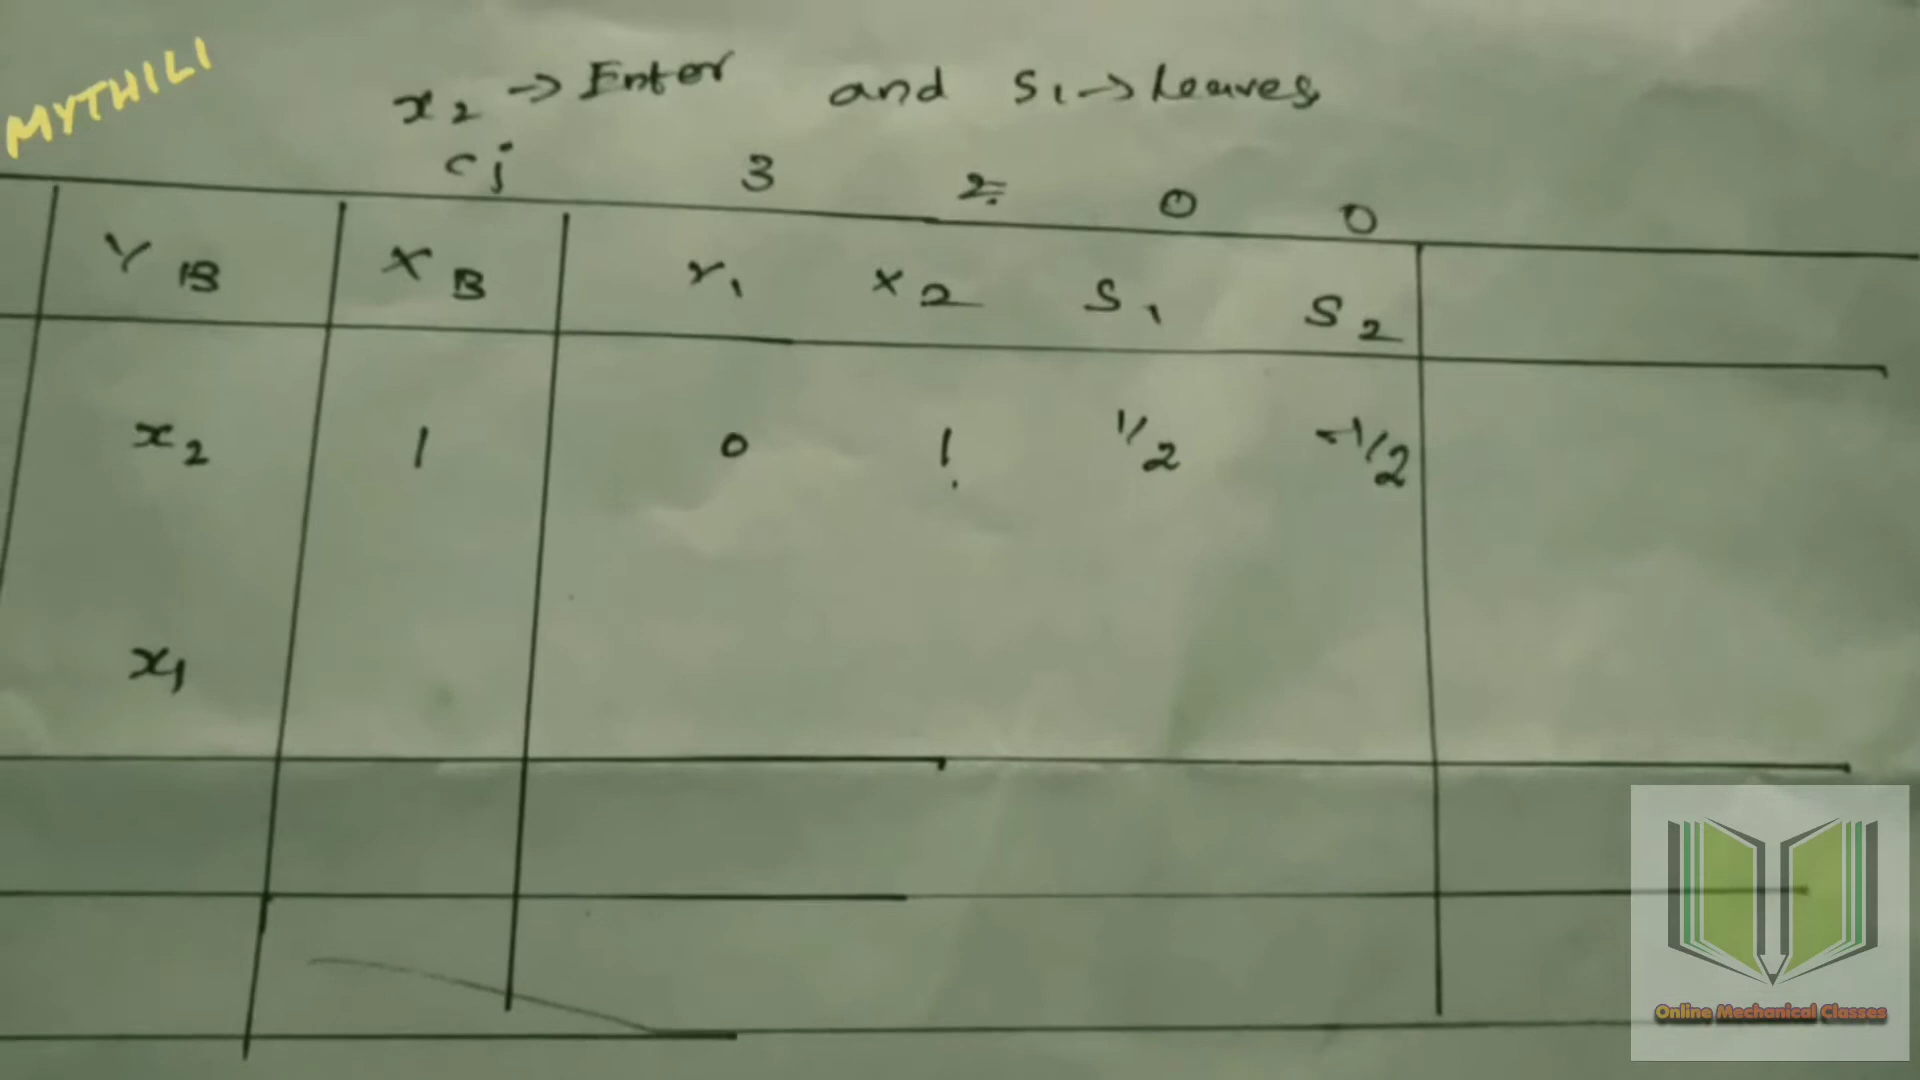 MYTHILI
x2 → Enter and S1 → Leaves
Cj 3 2 0 0
YB XB x1 x2 S1 S2
x2 1 0 1 1/2 -1/2
x1
Online Mechanical Classes